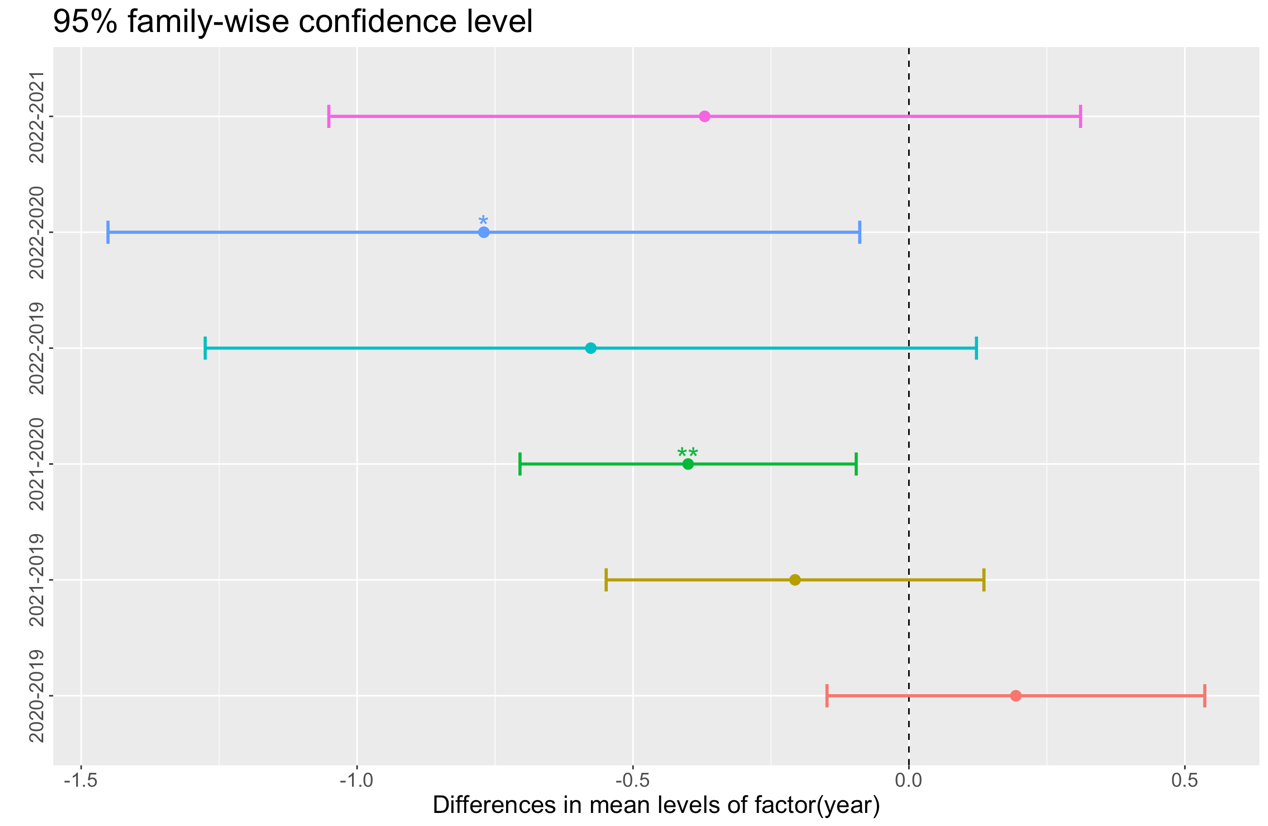 95% family-wise confidence level
2022-2021
2022-2020
*
2022-2019
2021-2020
**
2021-2019
2020-2019
-1.5 -1.0 -0.5 0.0 0.5
Differences in mean levels of factor(year)